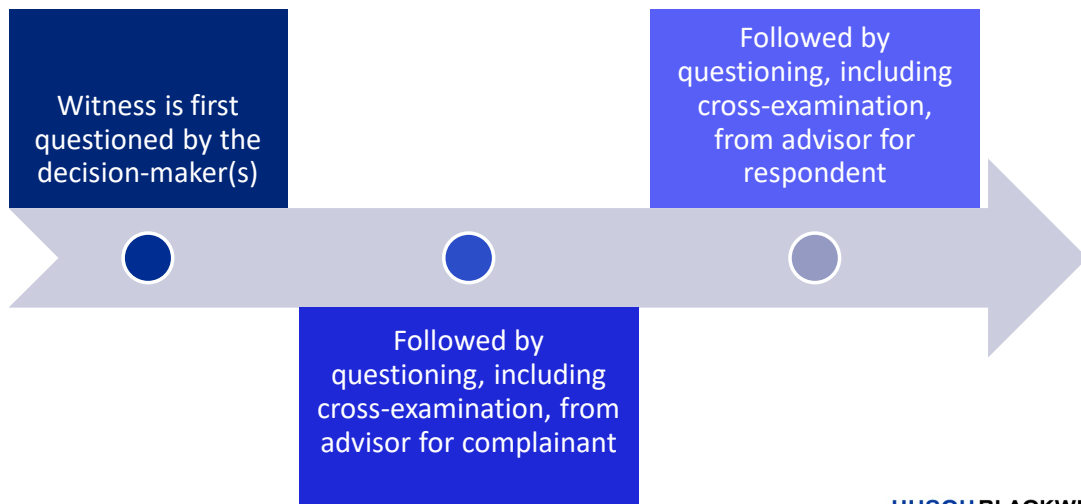 Witness is first
questioned by the
decision-maker(s)
Followed by
questioning, including
cross-examination, from
advisor for complainant
Followed by
questioning, including
cross-examination,
from advisor for
respondent